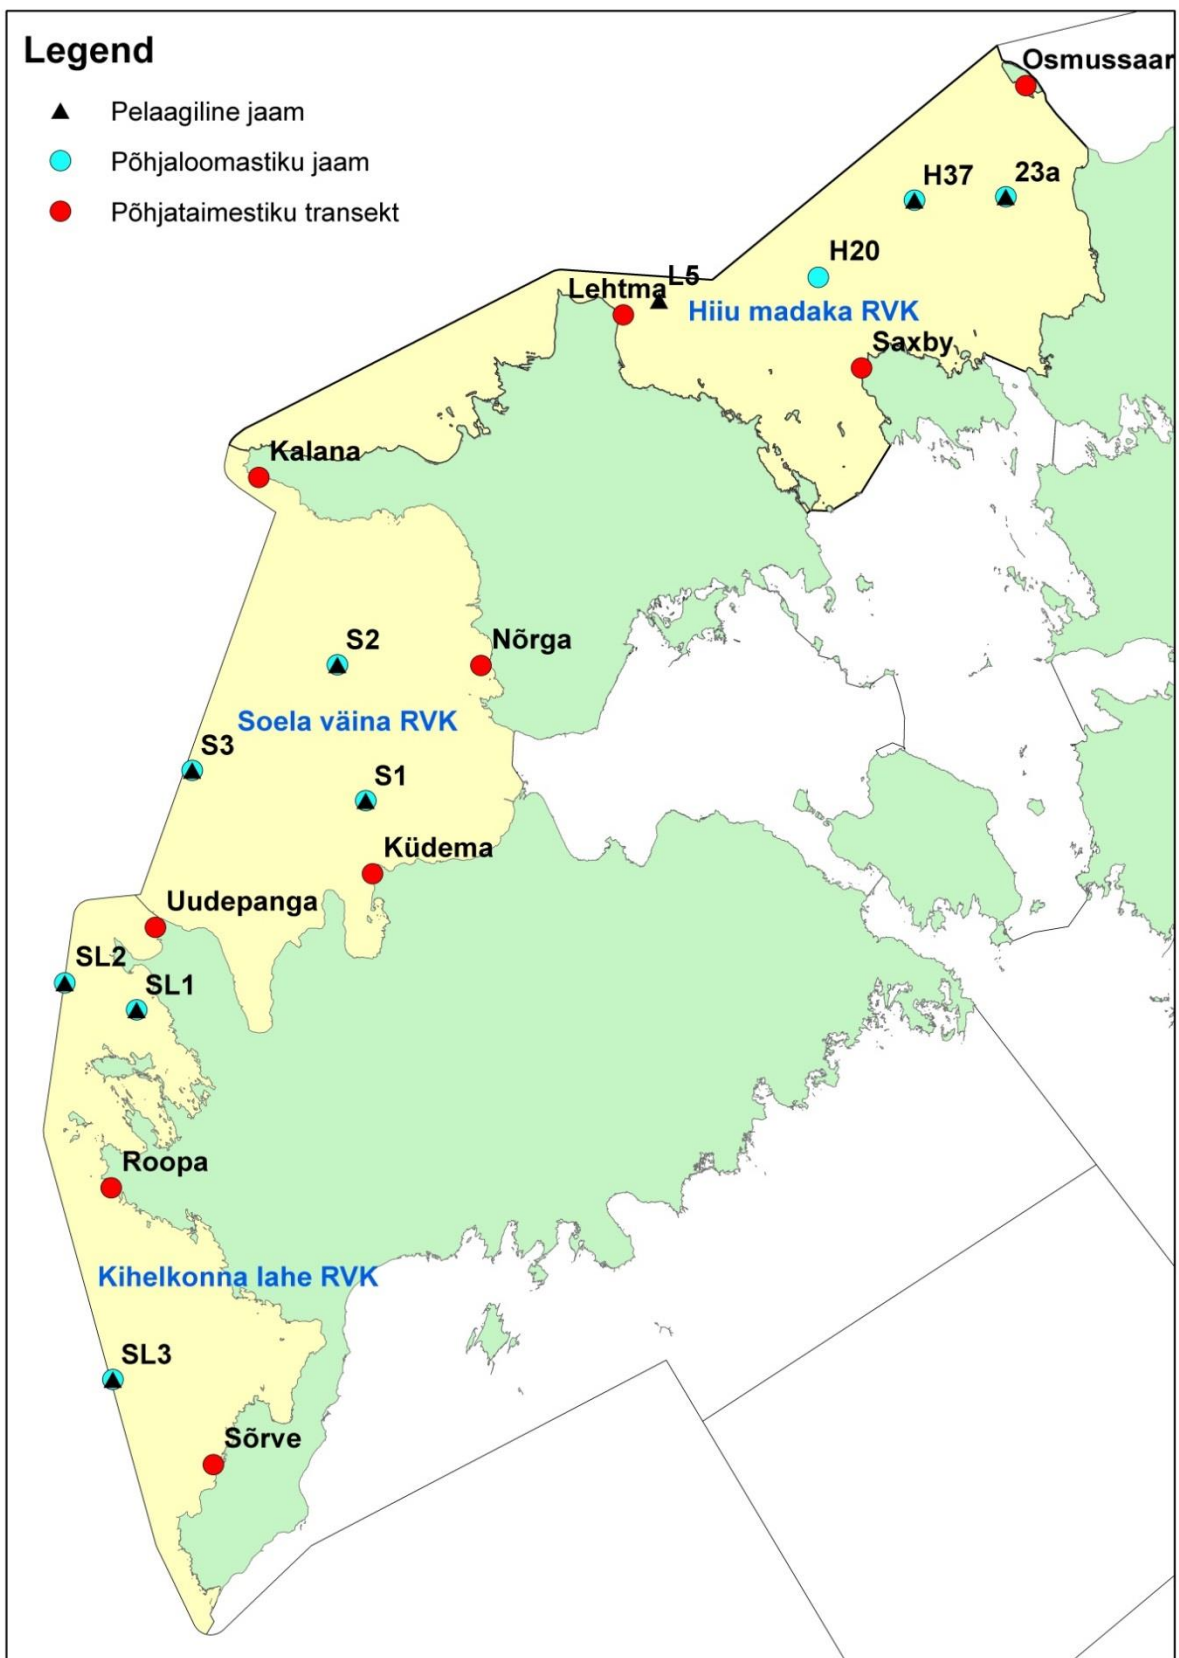 Legend
Pelaagiline jaam
Põhjaloomastiku jaam
Põhjataimestiku transekt
Osmussaar
H37
23a
H20
L5
Lehtma
Hiiu madaka RVK
Saxby
Kalana
S2
Nõrga
Soela väina RVK
S3
S1
Küdema
Uudepanga
SL2
SL1
Roopa
Kihelkonna lahe RVK
SL3
Sõrve